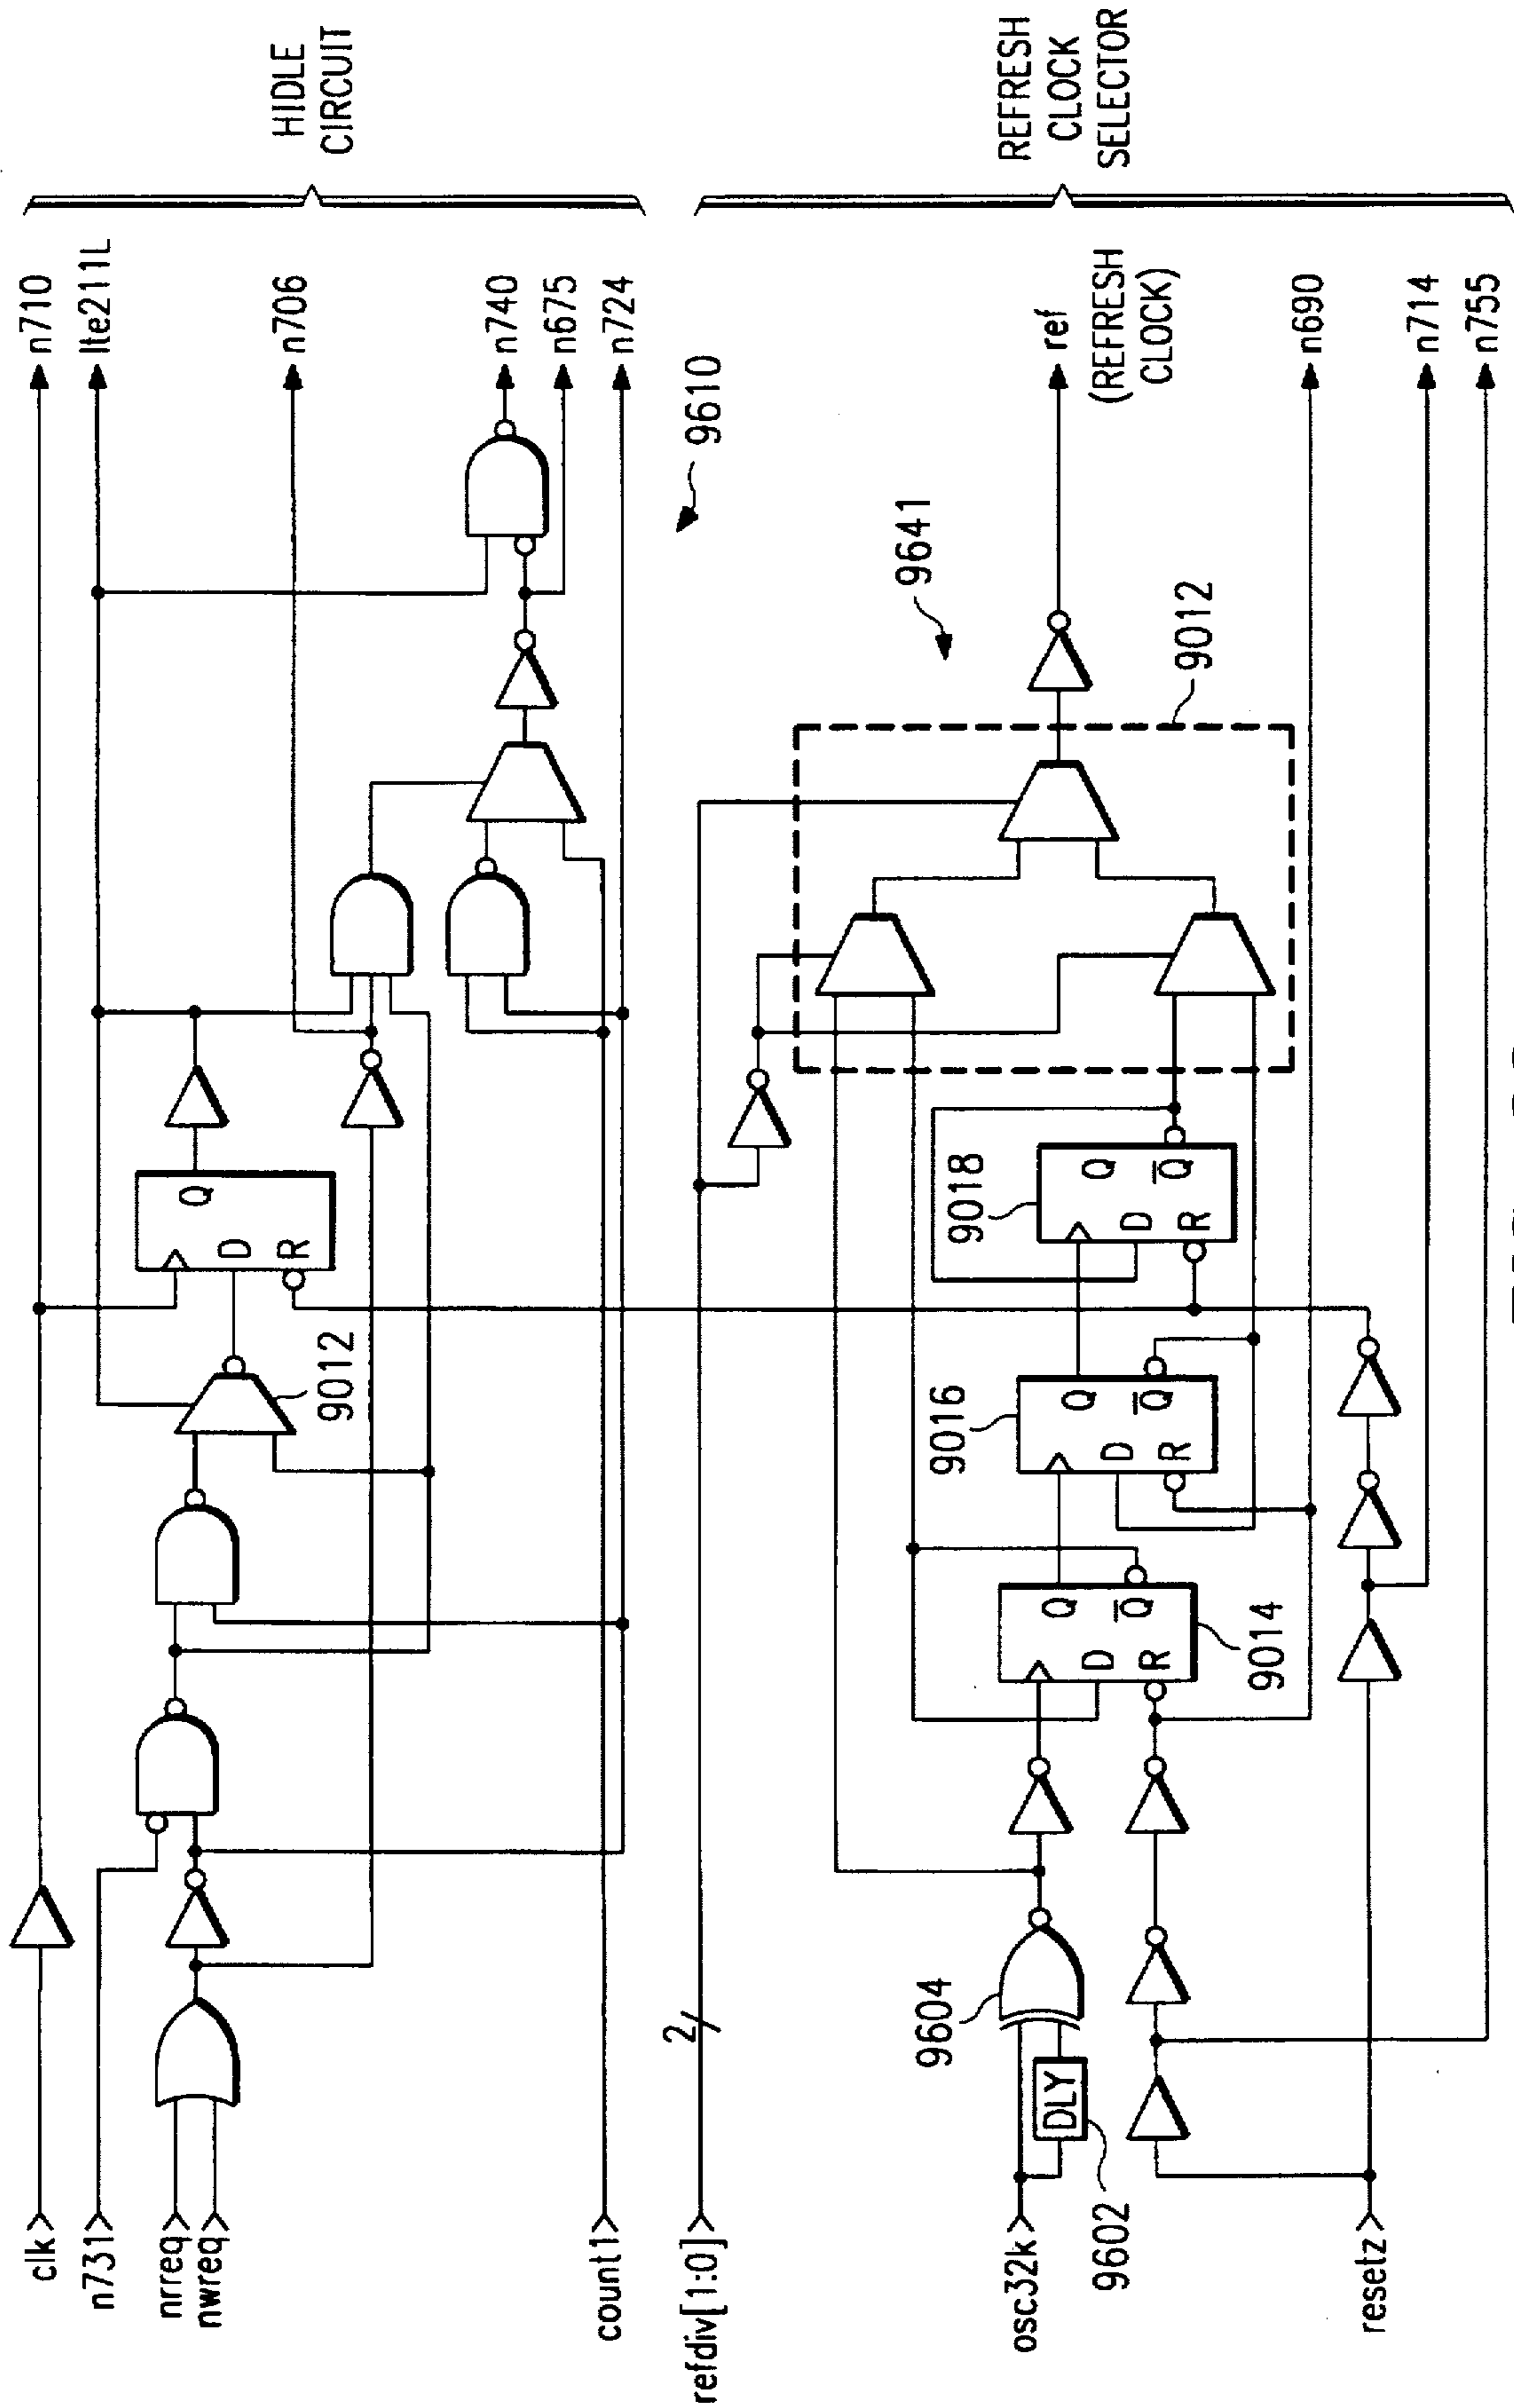 clk
n731
nrreq
nwreq
count1
refdiv[1:0]
2
osc32k
DLY
9602
9604
resetz
D
Q
R
9012
D
Q
Q
R
9014
D
Q
Q
R
9016
D
Q
Q
R
9018
9012
9641
9610
n710
lte211L
n706
n740
n675
n724
ref
(REFRESH
CLOCK)
n690
n714
n755
HIDLE
CIRCUIT
REFRESH
CLOCK
SELECTOR